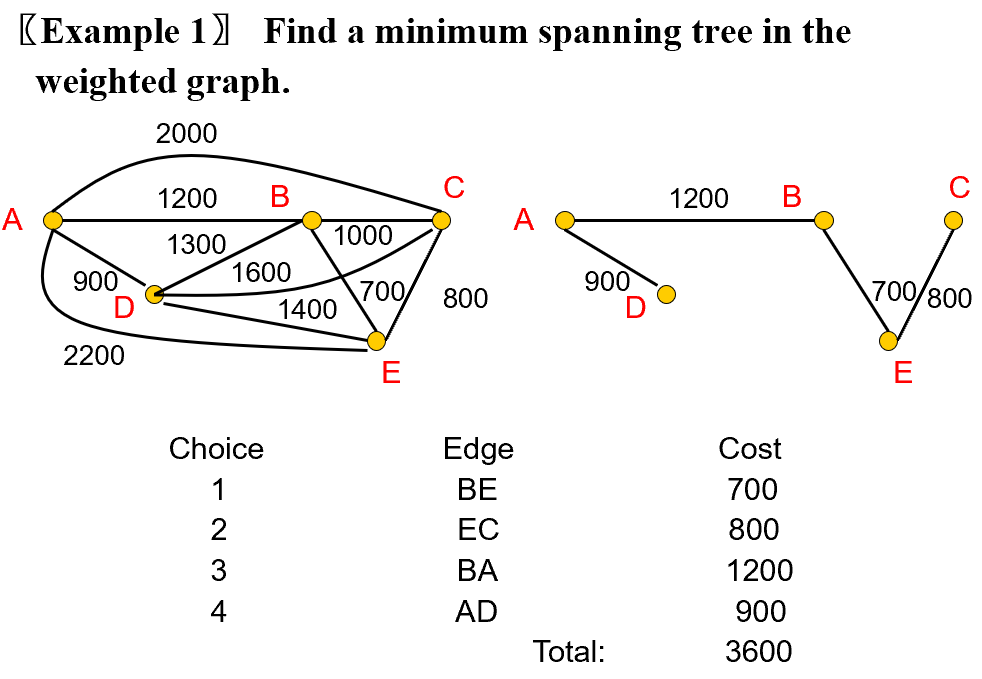 〖Example 1〗 Find a minimum spanning tree in the
weighted graph.
2000
A 1200 B C
1300 1000
900 1600
D 1400 700 800
2200
E
A 1200 B C
900 700 800
D
E
Choice Edge Cost
1 BE 700
2 EC 800
3 BA 1200
4 AD 900
Total: 3600